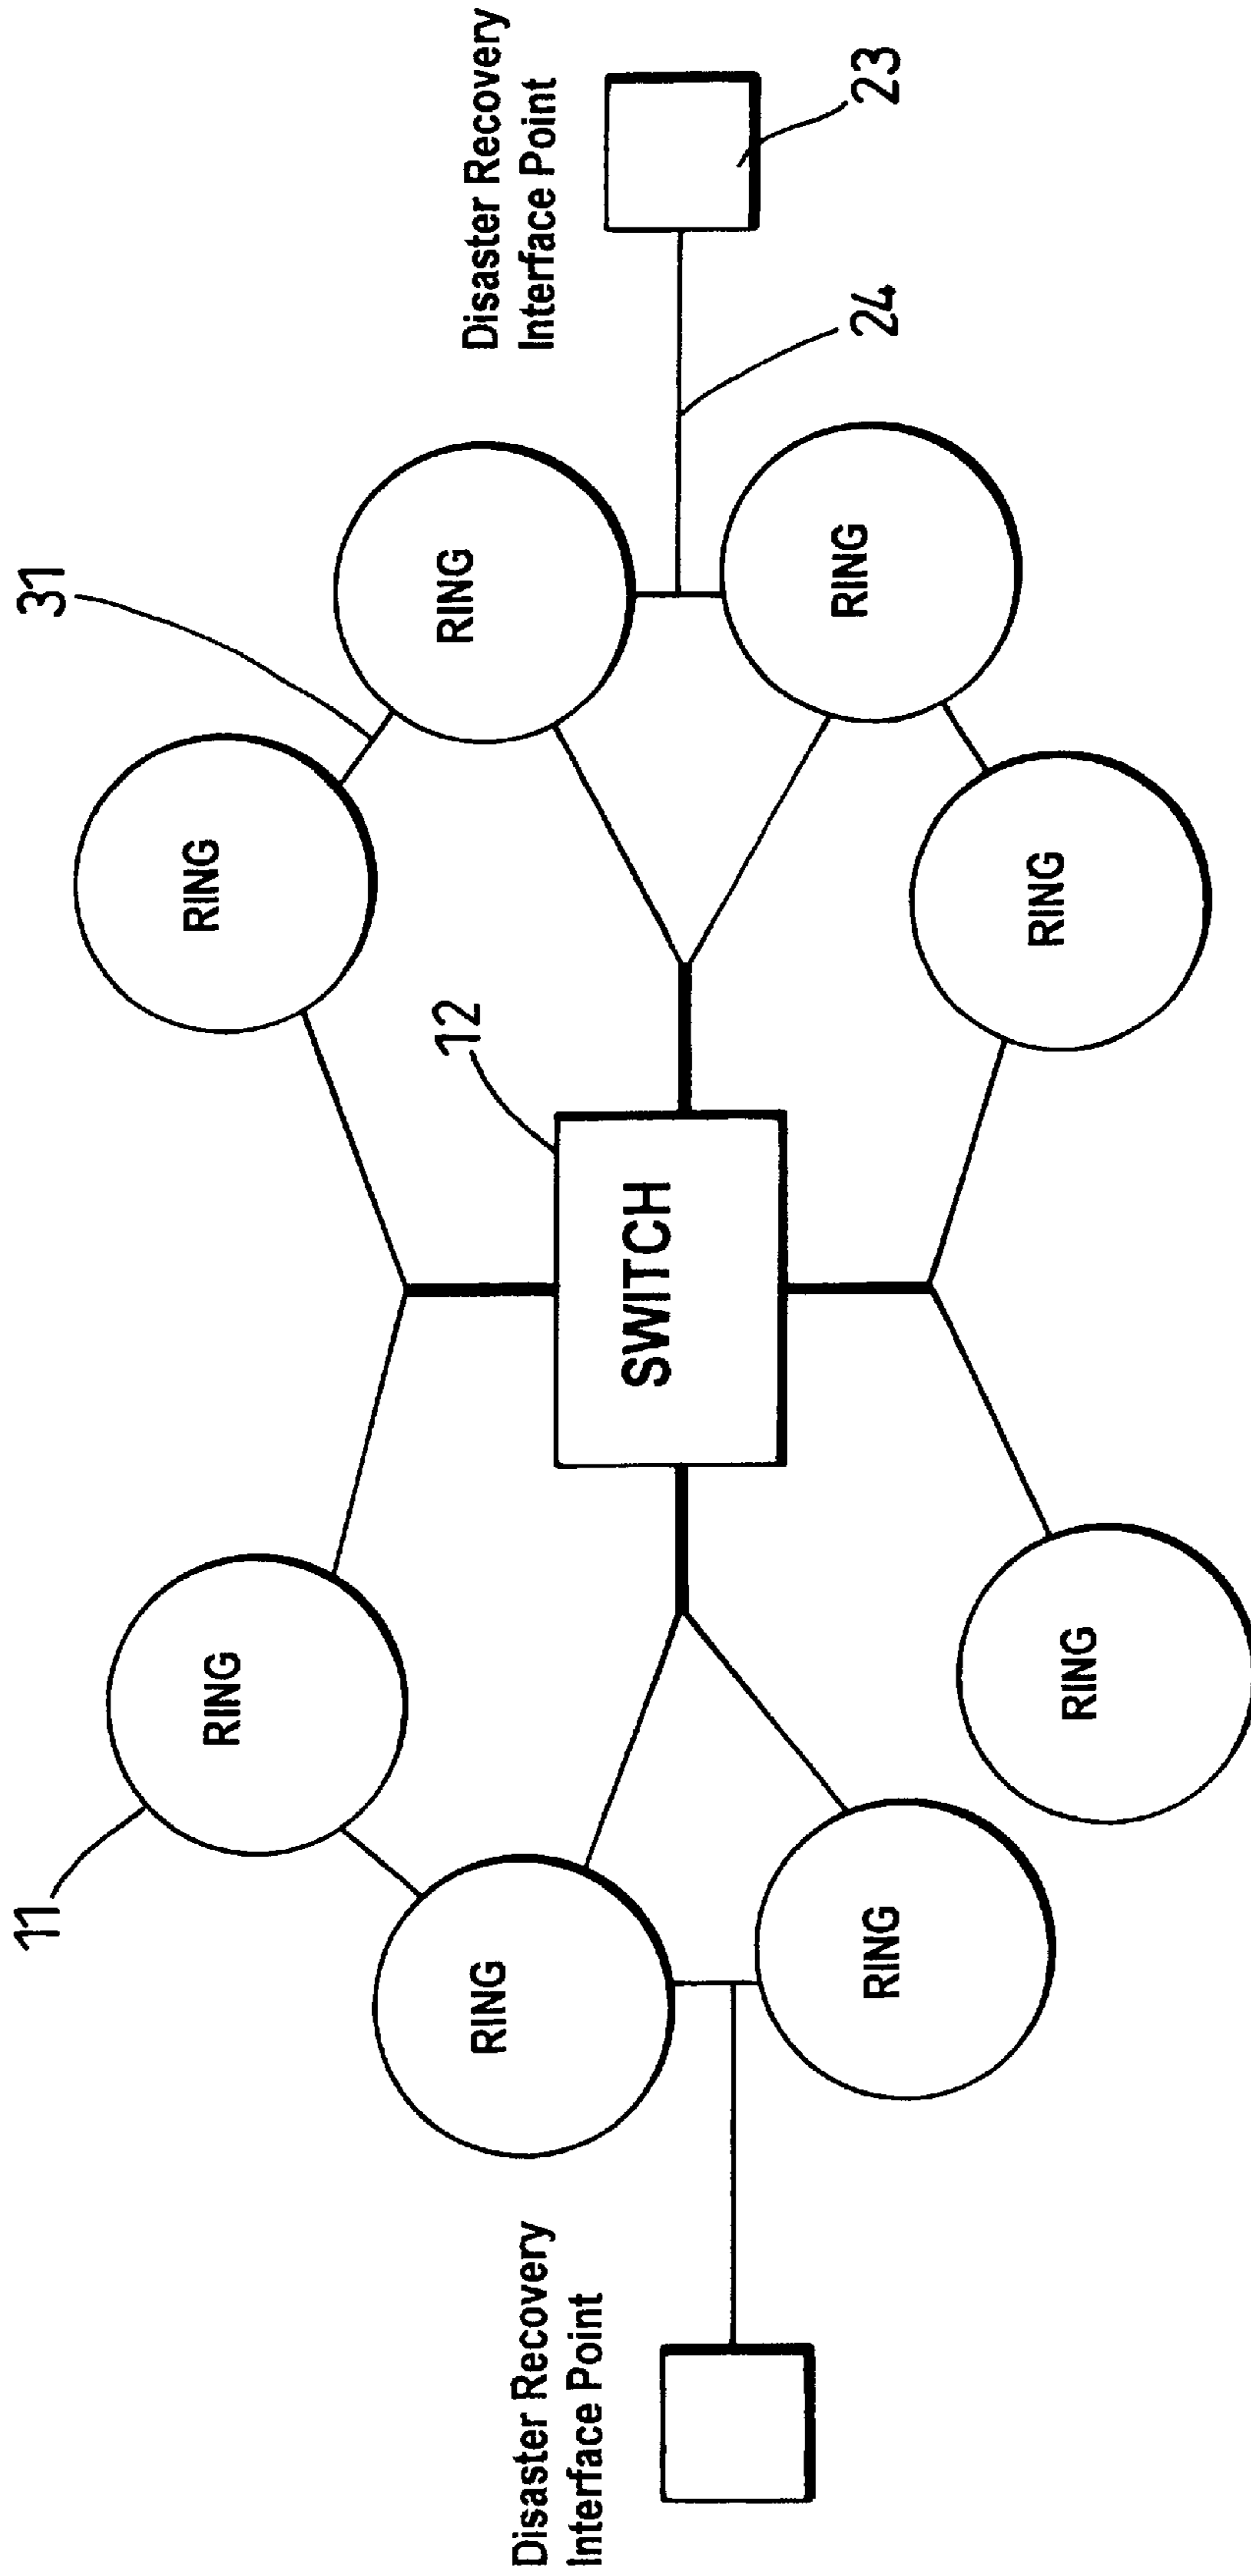 11
31
RING
RING
Disaster Recovery
Interface Point
RING
12
RING
Disaster Recovery
Interface Point
SWITCH
RING
RING
24
23
RING
RING